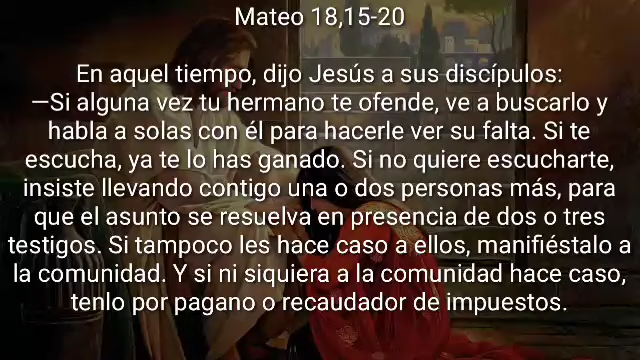 Mateo 18,15-20
En aquel tiempo, dijo Jesús a sus discípulos:
—Si alguna vez tu hermano te ofende, ve a buscarlo y
habla a solas con él para hacerle ver su falta. Si te
escucha, ya te lo has ganado. Si no quiere escucharte,
insiste llevando contigo una o dos personas más, para
que el asunto se resuelva en presencia de dos o tres
testigos. Si tampoco les hace caso a ellos, manifiéstalo a
la comunidad. Y si ni siquiera a la comunidad hace caso,
tenlo por pagano o recaudador de impuestos.